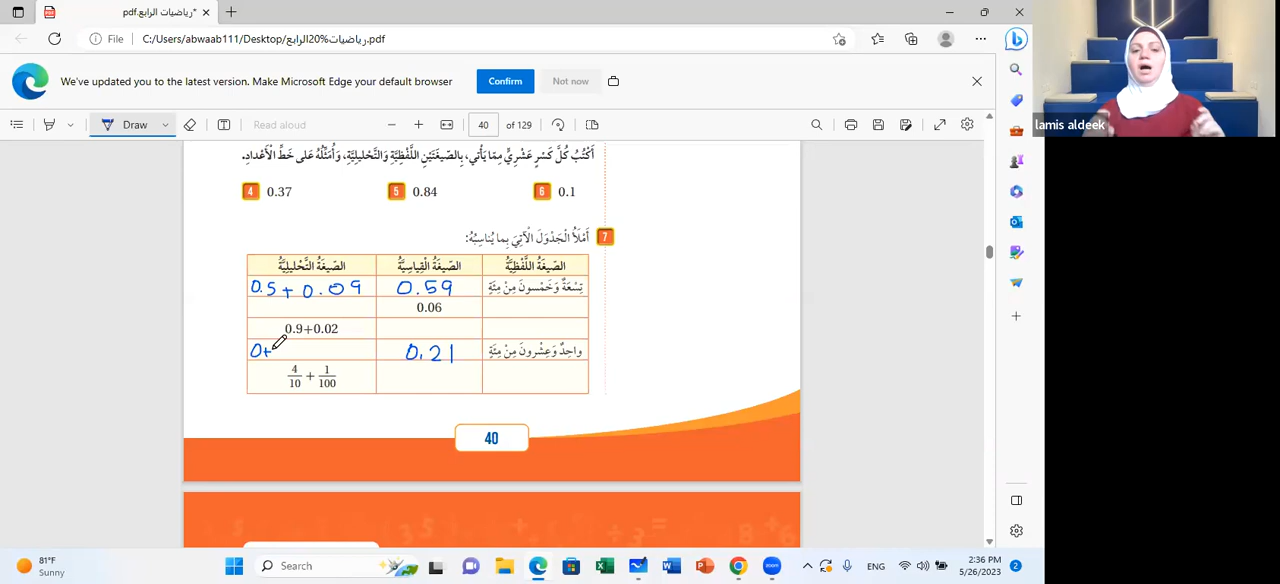 رياضيات الرابع.pdf*
File C:/Users/abwaab111/Desktop/رياضيات%20الرابع.pdf
We've updated you to the latest version. Make Microsoft Edge your default browser Confirm Not now
Draw Read aloud 40 of 129
lamis aldeek
أَكْتُبُ كُلَّ كَسْرٍ عَشْرِيٍّ مِمّا يَأْتي، بِالصّيغَتَيْنِ اللَّفْظِيَّةِ وَالتَّحْليلِيَّةِ، وَأُمَثِّلُهُ عَلى خَطِّ الْأَعْدادِ.
4 0.37 5 0.84 6 0.1
7 أَمْلَأُ الْجَدْوَلَ الْآتِيَ بِما يُناسِبُهُ:
الصّيغَةُ اللَّفْظِيَّةُ الصّيغَةُ الْقِياسِيَّةُ الصّيغَةُ التَّحْليلِيَّةُ
تِسْعَةٌ وَخَمْسونَ مِنْ مِئَةٍ 0.59 0.5 + 0.09
0.06
0.9+0.02
واحِدٌ وَعِشْرونَ مِنْ مِئَةٍ 0.21 0+
4/10 + 1/100
40
81°F
Sunny
Search
ENG
2:36 PM
5/26/2023
2